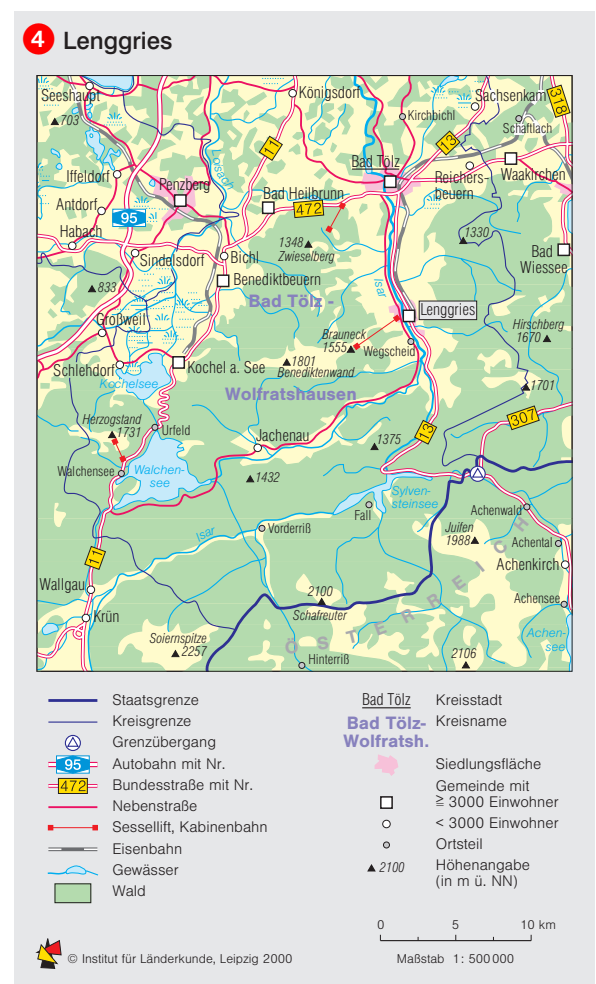 4 Lenggries
Seeshaupt
703
Königsdorf
Kirchbichl
Sachsenkam
318
Schaftlach
13
11
Loisach
Bad Tölz
Iffeldorf
Penzberg
Reichers-
beuern
Waakirchen
Antdorf
95
Bad Heilbrunn
472
Habach
1348
Zwieselberg
1330
Sindalsdorf
Bichl
Bad
Wiessee
833
Benediktbeuern
Isar
Bad Tölz -
Lenggries
Großweil
Brauneck
1555
Hirschberg
1670
Wegscheid
Schlehdorf
Kochel a. See
1801
Benediktenwand
Kochelsee
1701
Wolfratshausen
Herzogstand
1731
Urfeld
307
13
Jachenau
1375
Walchensee
Walchen-
see
1432
Sylven-
steinsee
Fall
Achenwald
Isar
Vorderriß
Juifen
1988
Achental
11
Achenkirch
Wallgau
2100
Schafreuter
Achensee
Krün
ÖSTERREICH
Achen-
see
Soiernspitze
2257
Hinterriß
2106
Staatsgrenze
Kreisgrenze
Grenzübergang
95 Autobahn mit Nr.
472 Bundesstraße mit Nr.
Nebenstraße
Sessellift, Kabinenbahn
Eisenbahn
Gewässer
Wald
Bad Tölz Kreisstadt
Bad Tölz- Kreisname
Wolfratsh.
Siedlungsfläche
Gemeinde mit
≥ 3000 Einwohner
< 3000 Einwohner
Ortsteil
2100 Höhenangabe
(in m ü. NN)
0 5 10 km
Maßstab 1: 500 000
© Institut für Länderkunde, Leipzig 2000